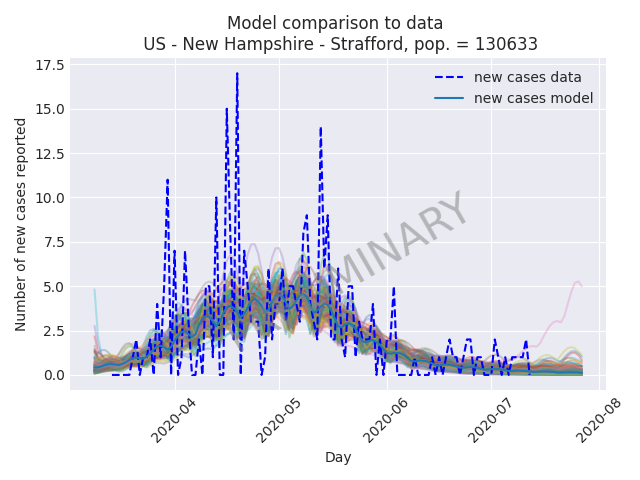 Model comparison to data
US - New Hampshire - Strafford, pop. = 130633
17.5
15.0
12.5
10.0
7.5
5.0
2.5
0.0
Number of new cases reported
new cases data
new cases model
MINARY
2020-04
2020-05
2020-06
2020-07
2020-08
Day